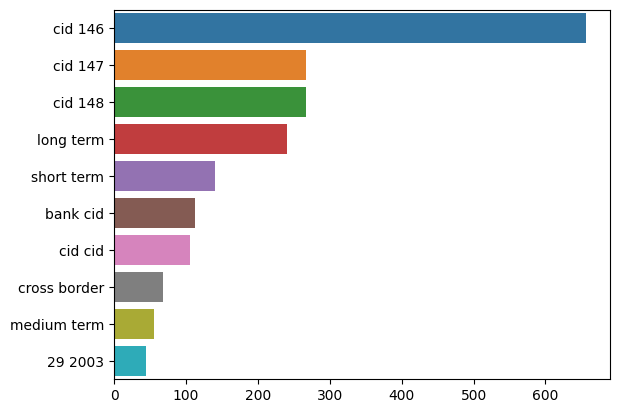 cid 146
cid 147
cid 148
long term
short term
bank cid
cid cid
cross border
medium term
29 2003
0 100 200 300 400 500 600